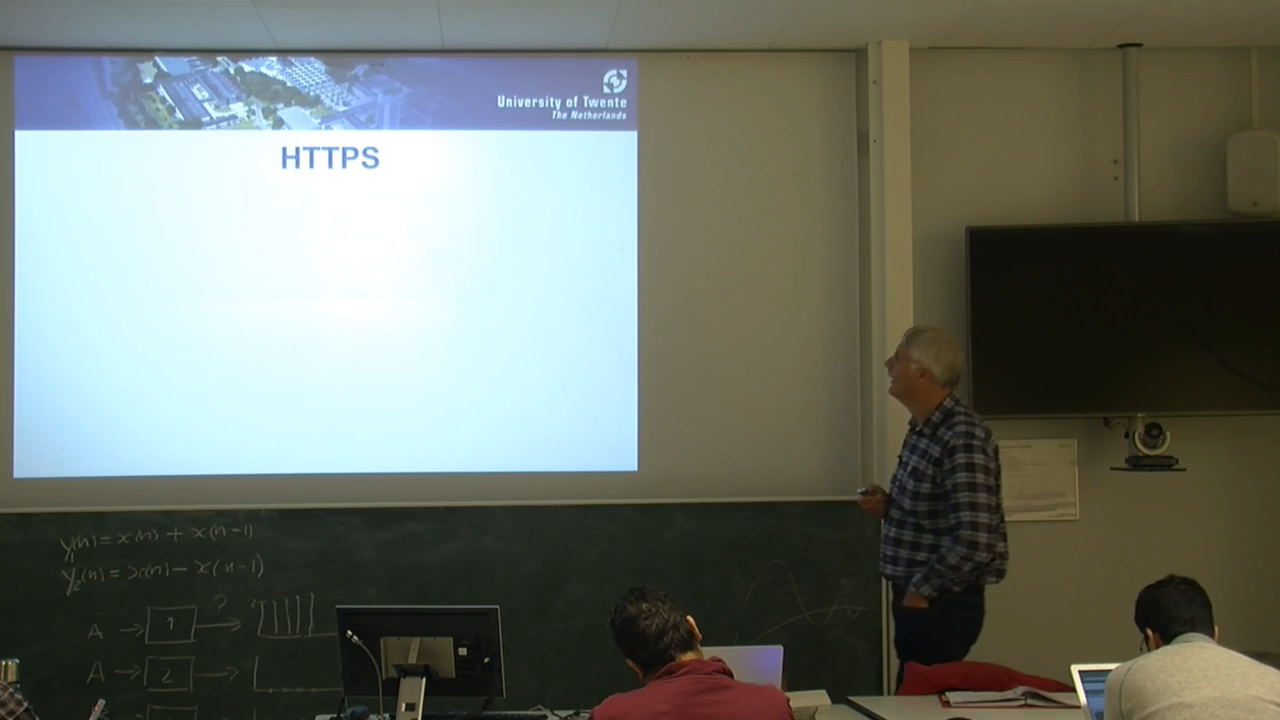 University of Twente
The Netherlands
HTTPS
y1(n) = x(n) + x(n-1)
y2(n) = x(n) - x(n-1)
A → 1 → ?
A → 2 →